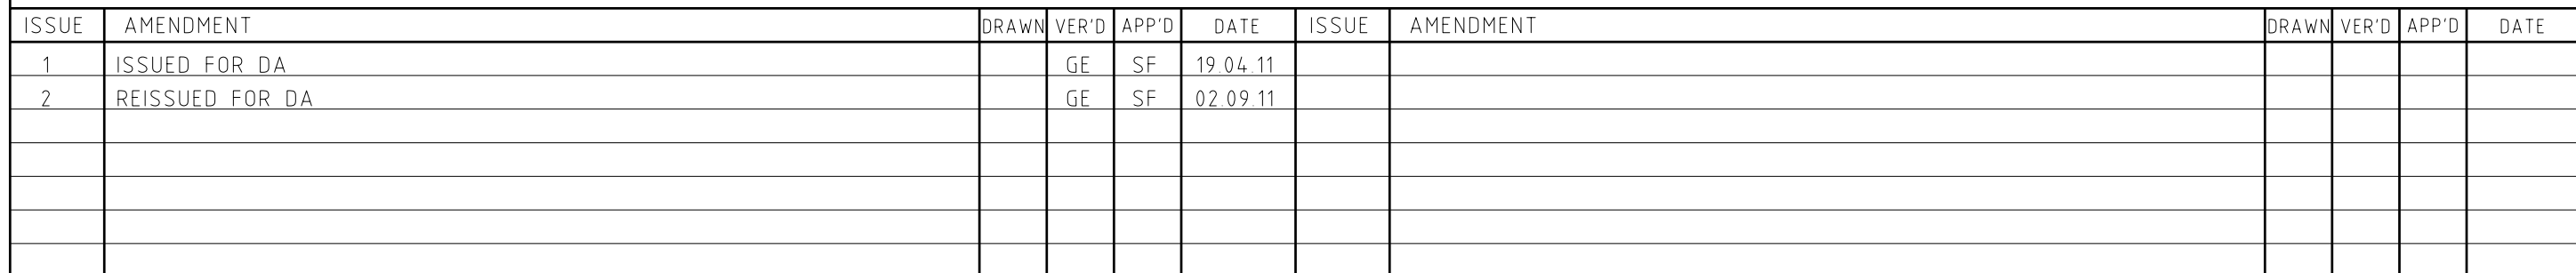 ISSUE AMENDMENT DRAWN VER'D APP'D DATE ISSUE AMENDMENT DRAWN VER'D APP'D DATE
1 ISSUED FOR DA GE SF 19.04.11
2 REISSUED FOR DA GE SF 02.09.11